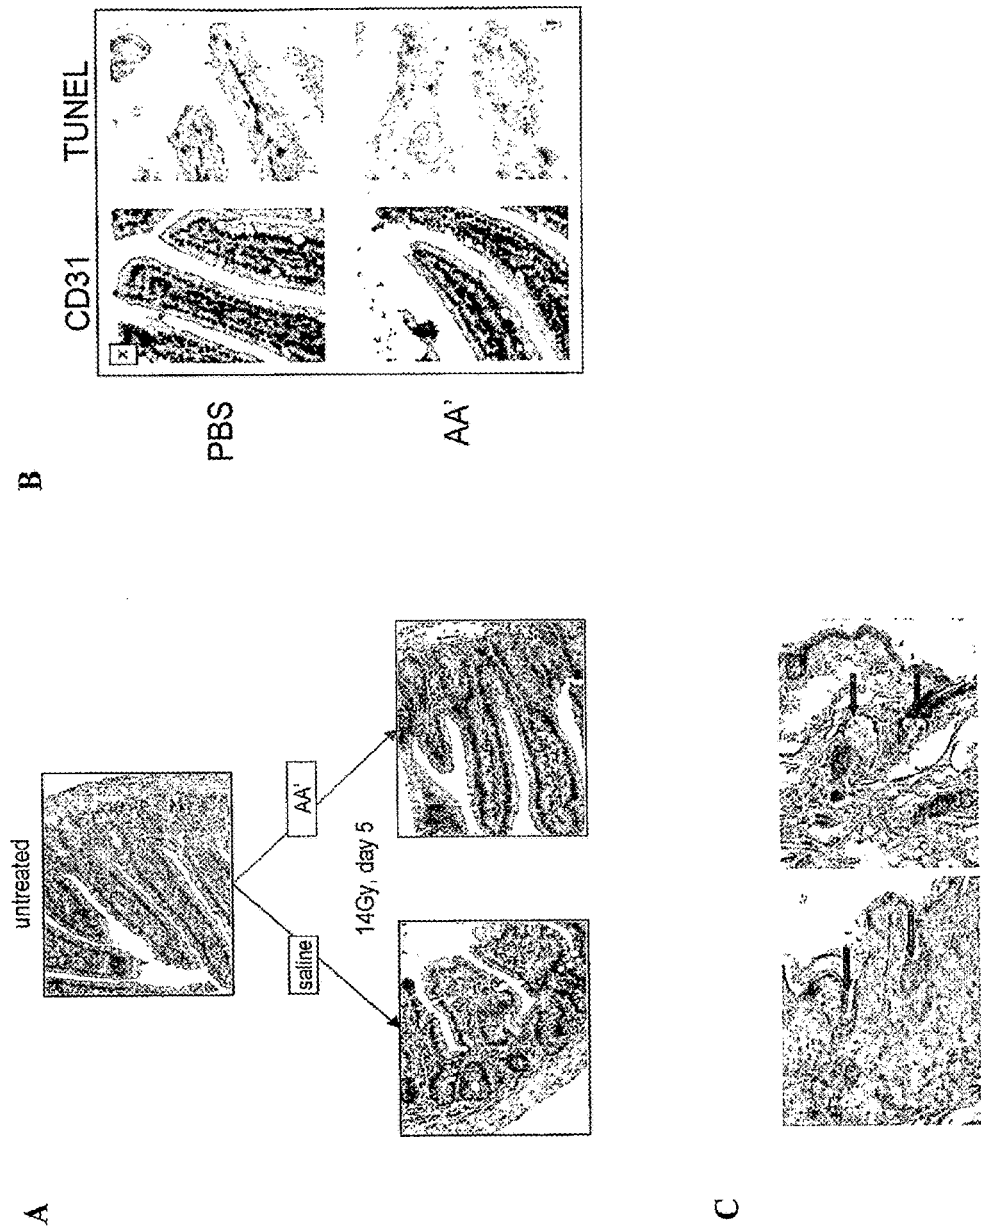 A
untreated
saline
AA'
14Gy, day 5
B
CD31
TUNEL
PBS
AA'
x
C